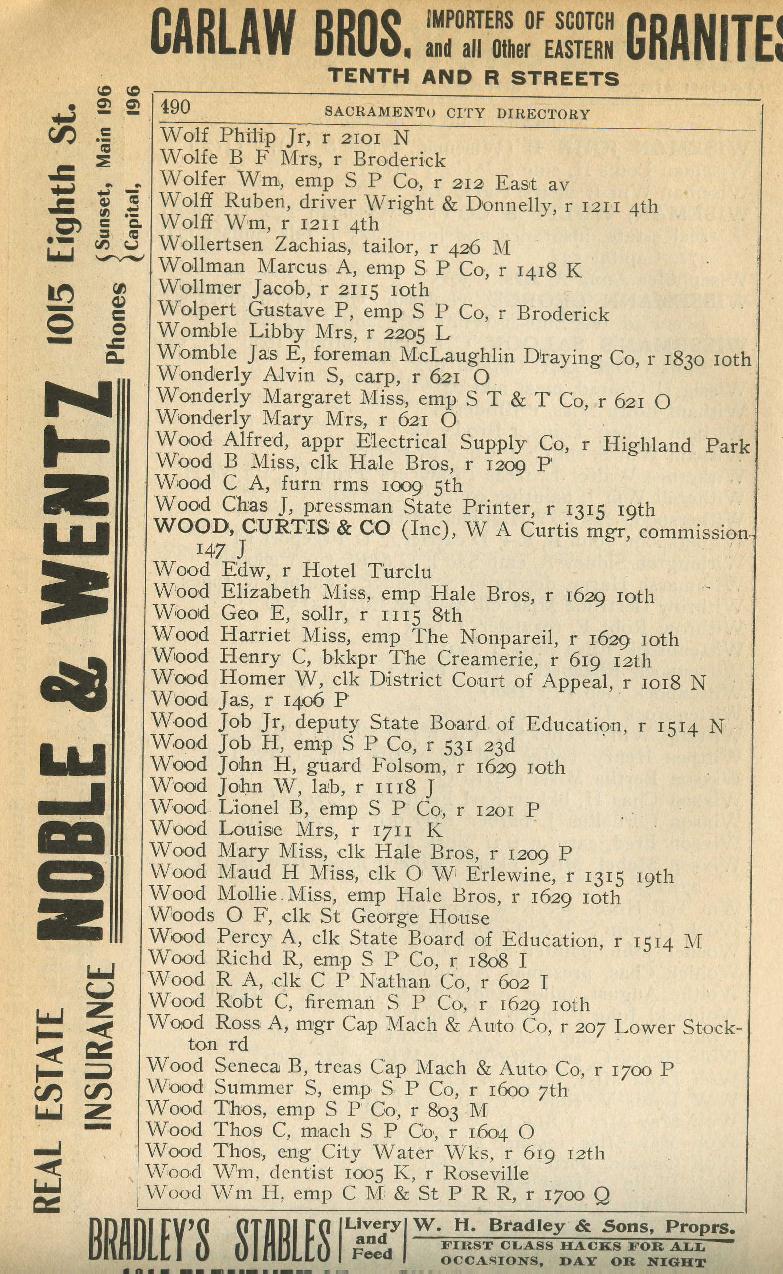 CARLAW BROS. IMPORTERS OF SCOTCH and all Other EASTERN GRANITES
TENTH AND R STREETS
REAL ESTATE INSURANCE NOBLE & WENTZ 1015 Eighth St. Phones {Sunset, Main 196 {Capital, 196
490 SACRAMENTO CITY DIRECTORY
Wolf Philip Jr, r 2101 N
Wolfe B F Mrs, r Broderick
Wolfer Wm, emp S P Co, r 212 East av
Wolff Ruben, driver Wright & Donnelly, r 1211 4th
Wolff Wm, r 1211 4th
Wollertsen Zachias, tailor, r 426 M
Wollman Marcus A, emp S P Co, r 1418 K
Wollmer Jacob, r 2115 10th
Wolpert Gustave P, emp S P Co, r Broderick
Womble Libby Mrs, r 2205 L
Womble Jas E, foreman McLaughlin Draying Co, r 1830 10th
Wonderly Alvin S, carp, r 621 O
Wonderly Margaret Miss, emp S T & T Co, r 621 O
Wonderly Mary Mrs, r 621 O
Wood Alfred, appr Electrical Supply Co, r Highland Park
Wood B Miss, clk Hale Bros, r 1209 P
Wood C A, furn rms 1009 5th
Wood Chas J, pressman State Printer, r 1315 19th
WOOD, CURTIS & CO (Inc), W A Curtis mgr, commission
147 J
Wood Edw, r Hotel Turclu
Wood Elizabeth Miss, emp Hale Bros, r 1629 10th
Wood Geo E, sollr, r 1115 8th
Wood Harriet Miss, emp The Nonpareil, r 1629 10th
Wood Henry C, bkkpr The Creamerie, r 619 12th
Wood Homer W, clk District Court of Appeal, r 1018 N
Wood Jas, r 1406 P
Wood Job Jr, deputy State Board of Education, r 1514 N
Wood Job H, emp S P Co, r 531 23d
Wood John H, guard Folsom, r 1629 10th
Wood John W, lab, r 1118 J
Wood Lionel B, emp S P Co, r 1201 P
Wood Louise Mrs, r 1711 K
Wood Mary Miss, clk Hale Bros, r 1209 P
Wood Maud H Miss, clk O W Erlewine, r 1315 19th
Wood Mollie Miss, emp Hale Bros, r 1629 10th
Woods O F, clk St George House
Wood Percy A, clk State Board of Education, r 1514 M
Wood Richd R, emp S P Co, r 1808 I
Wood R A, clk C P Nathan Co, r 602 I
Wood Robt C, fireman S P Co, r 1629 10th
Wood Ross A, mgr Cap Mach & Auto Co, r 207 Lower Stock-
ton rd
Wood Seneca B, treas Cap Mach & Auto Co, r 1700 P
Wood Summer S, emp S P Co, r 1600 7th
Wood Thos, emp S P Co, r 803 M
Wood Thos C, mach S P Co, r 1604 O
Wood Thos, eng City Water Wks, r 619 12th
Wood Wm, dentist 1005 K, r Roseville
Wood Wm H, emp C M & St P R R, r 1700 Q
BRADLEY'S STABLES Livery and Feed W. H. Bradley & Sons, Proprs.
FIRST CLASS HACKS FOR ALL
OCCASIONS, DAY OR NIGHT